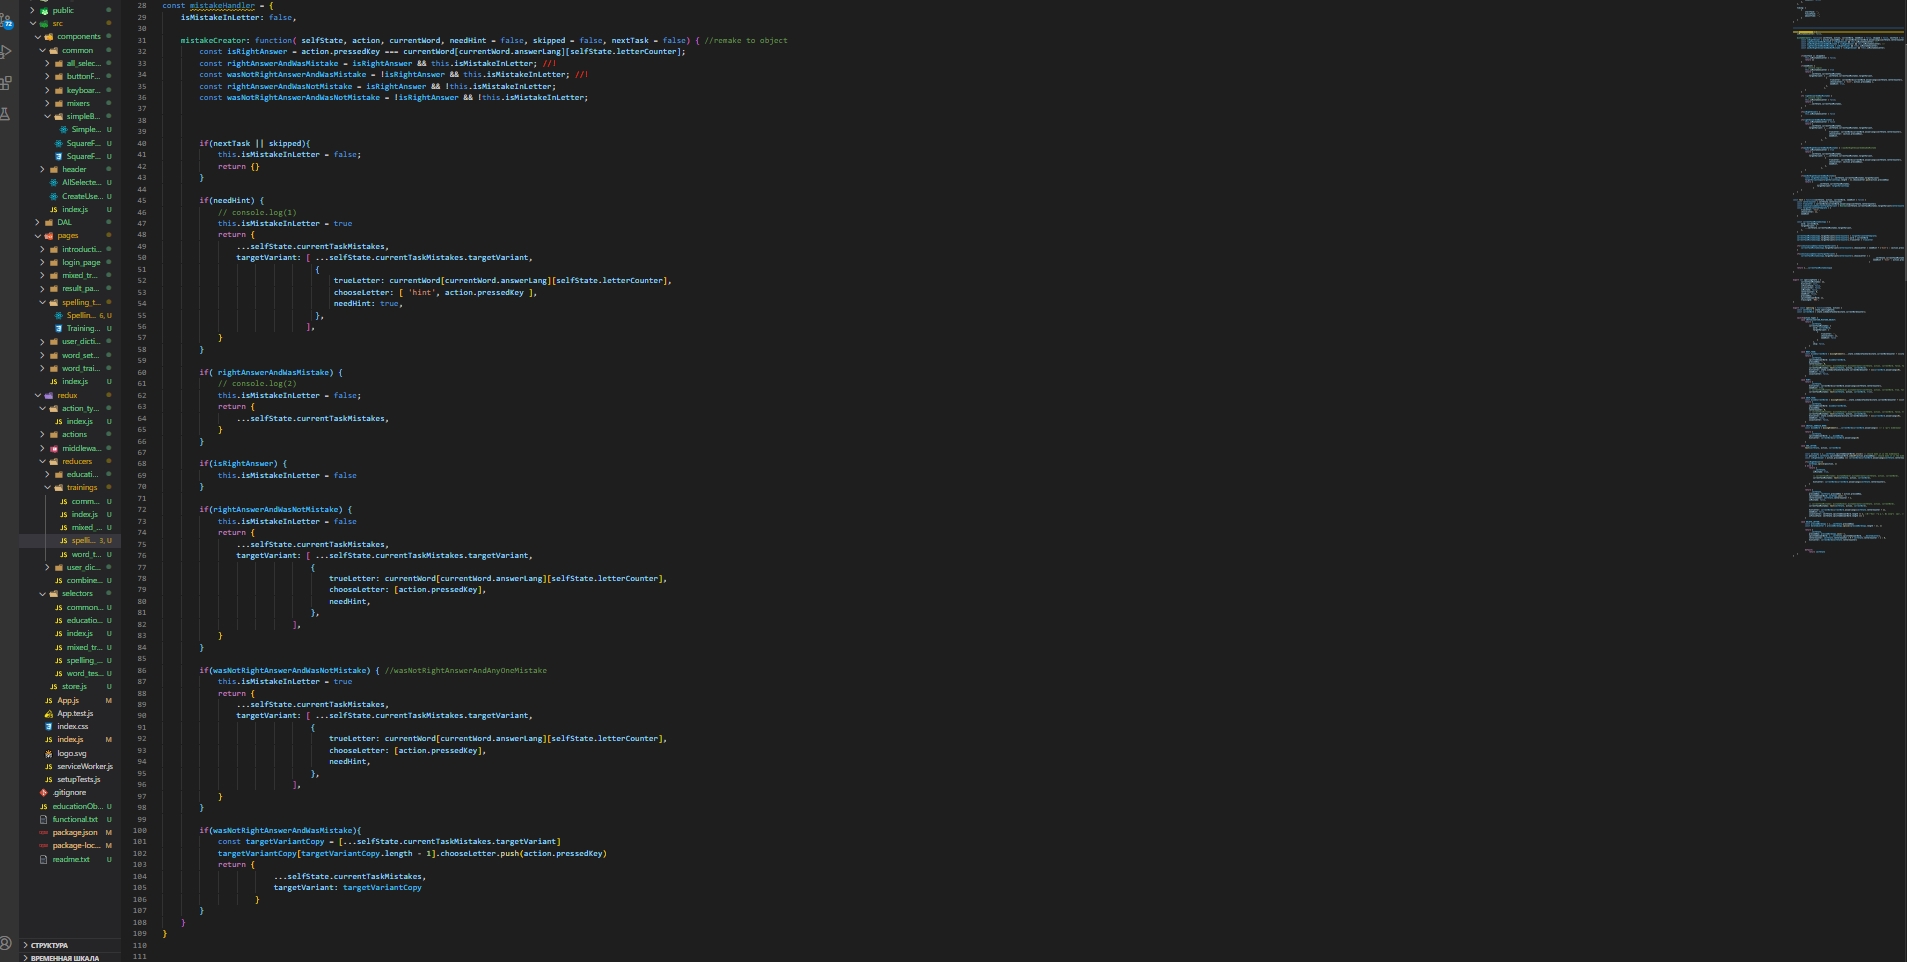 public
src
components
common
all_selec...
buttonF...
keyboar...
mixers
simpleB...
Simple... U
SquareF... U
SquareF... U
header
AllSelecte... U
CreateUse... U
index.js U
DAL
pages
introducti...
login_page
mixed_tr...
result_pa...
spelling_t...
Spellin... 6, U
Training... U
user_dicti...
word_set...
word_trai...
index.js U
redux
action_ty...
index.js U
actions
middlewa...
reducers
educati...
trainings
comm... U
index.js U
mixed_... U
spelli... 3, U
word_t... U
user_dic...
combine... U
selectors
common... U
educatio... U
index.js U
mixed_tr... U
spelling_... U
word_tes... U
store.js U
App.js M
App.test.js
index.css
index.js M
logo.svg
serviceWorker.js
setupTests.js
.gitignore
educationOb... U
functional.txt U
package.json M
package-loc... M
readme.txt U
СТРУКТУРА
ВРЕМЕННАЯ ШКАЛА
28 const mistakeHandler = {
29 isMistakeInLetter: false,
30
31 mistakeCreator: function( selfState, action, currentWord, needHint = false, skipped = false, nextTask = false) { //remake to object
32 const isRightAnswer = action.pressedKey === currentWord[currentWord.answerLang][selfState.letterCounter];
33 const rightAnswerAndWasMistake = isRightAnswer && this.isMistakeInLetter; //!
34 const wasNotRightAnswerAndWasMistake = !isRightAnswer && this.isMistakeInLetter; //!
35 const rightAnswerAndWasNotMistake = isRightAnswer && !this.isMistakeInLetter;
36 const wasNotRightAnswerAndWasNotMistake = !isRightAnswer && !this.isMistakeInLetter;
37
38
39
40 if(nextTask || skipped){
41 this.isMistakeInLetter = false;
42 return {}
43 }
44
45 if(needHint) {
46 // console.log(1)
47 this.isMistakeInLetter = true
48 return {
49 ...selfState.currentTaskMistakes,
50 targetVariant: [ ...selfState.currentTaskMistakes.targetVariant,
51 {
52 trueLetter: currentWord[currentWord.answerLang][selfState.letterCounter],
53 chooseLetter: [ 'hint', action.pressedKey ],
54 needHint: true,
55 },
56 ],
57 }
58 }
59
60 if( rightAnswerAndWasMistake) {
61 // console.log(2)
62 this.isMistakeInLetter = false;
63 return {
64 ...selfState.currentTaskMistakes,
65 }
66 }
67
68 if(isRightAnswer) {
69 this.isMistakeInLetter = false
70 }
71
72 if(rightAnswerAndWasNotMistake) {
73 this.isMistakeInLetter = false
74 return {
75 ...selfState.currentTaskMistakes,
76 targetVariant: [ ...selfState.currentTaskMistakes.targetVariant,
77 {
78 trueLetter: currentWord[currentWord.answerLang][selfState.letterCounter],
79 chooseLetter: [action.pressedKey],
80 needHint,
81 },
82 ],
83 }
84 }
85
86 if(wasNotRightAnswerAndWasNotMistake) { //wasNotRightAnswerAndAnyOneMistake
87 this.isMistakeInLetter = true
88 return {
89 ...selfState.currentTaskMistakes,
90 targetVariant: [ ...selfState.currentTaskMistakes.targetVariant,
91 {
92 trueLetter: currentWord[currentWord.answerLang][selfState.letterCounter],
93 chooseLetter: [action.pressedKey],
94 needHint,
95 },
96 ],
97 }
98 }
99
100 if(wasNotRightAnswerAndWasMistake){
101 const targetVariantCopy = [...selfState.currentTaskMistakes.targetVariant]
102 targetVariantCopy[targetVariantCopy.length - 1].chooseLetter.push(action.pressedKey)
103 return {
104 ...selfState.currentTaskMistakes,
105 targetVariant: targetVariantCopy
106 }
107 }
108 }
109 }
110
111